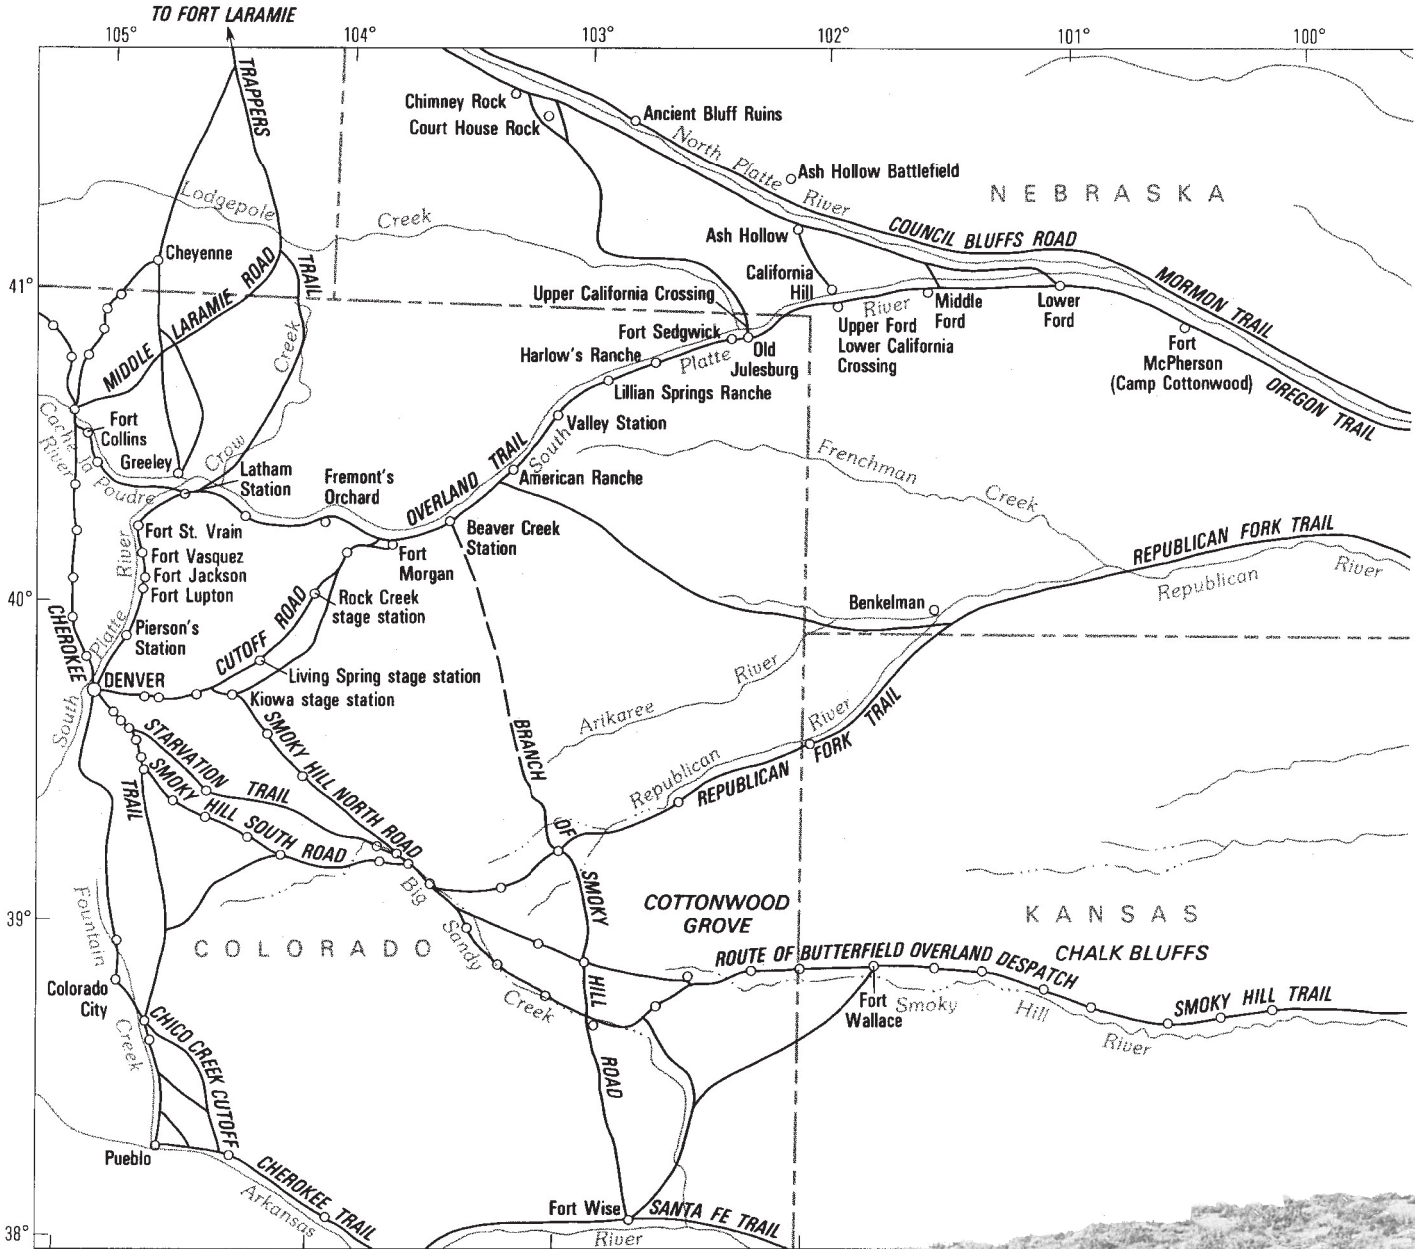 TO FORT LARAMIE
105°
104°
103°
102°
101°
100°
TRAPPERS
TRAIL
Chimney Rock
Court House Rock
Ancient Bluff Ruins
North Platte River
Ash Hollow Battlefield
NEBRASKA
Lodgepole Creek
Ash Hollow
COUNCIL BLUFFS ROAD
MORMON TRAIL
Cheyenne
California
Hill
41°
MIDDLE LARAMIE ROAD
Upper California Crossing
River
Middle
Ford
Lower
Ford
Fort Sedgwick
Upper Ford
Lower California
Crossing
Harlow's Ranche
Platte
Old
Julesburg
Fort
McPherson
(Camp Cottonwood)
OREGON TRAIL
Lillian Springs Ranche
Crow Creek
Cache la Poudre
River
Fort
Collins
Valley Station
South
Greeley
Latham
Station
Fremont's
Orchard
OVERLAND TRAIL
American Ranche
Frenchman Creek
Fort St. Vrain
Beaver Creek
Station
REPUBLICAN FORK TRAIL
Fort Vasquez
Fort
Morgan
Fort Jackson
Fort Lupton
Republican River
40°
CUTOFF ROAD
Rock Creek
stage station
Benkelman
CHEROKEE
Pierson's
Station
South Platte River
DENVER
Living Spring stage station
Kiowa stage station
Arikaree River
STARVATION TRAIL
SMOKY HILL NORTH ROAD
BRANCH OF SMOKY HILL ROAD
Republican River
REPUBLICAN FORK TRAIL
TRAIL
SMOKY HILL SOUTH ROAD
Big Sandy Creek
39°
Fountain Creek
COLORADO
COTTONWOOD
GROVE
KANSAS
ROUTE OF BUTTERFIELD OVERLAND DESPATCH
CHALK BLUFFS
Colorado
City
Fort
Wallace
Smoky Hill River
SMOKY HILL TRAIL
CHICO CREEK CUTOFF
Pueblo
CHEROKEE TRAIL
Arkansas River
Fort Wise
SANTA FE TRAIL
38°